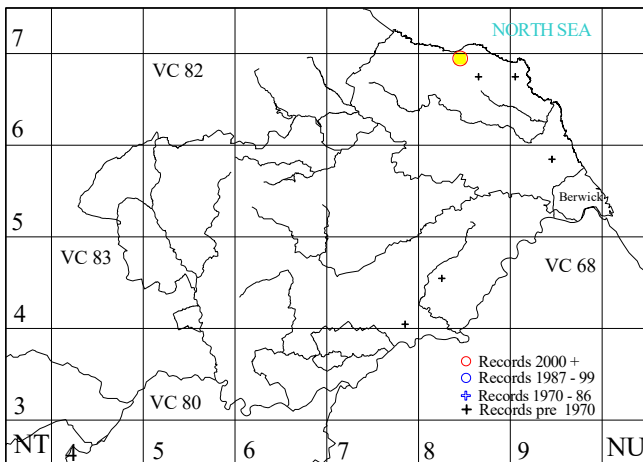 7
NORTH SEA
VC 82
6
Berwick
5
VC 83
VC 68
4
Records 2000 +
Records 1987 - 99
Records 1970 - 86
Records pre 1970
VC 80
3
NT 4 5 6 7 8 9 NU